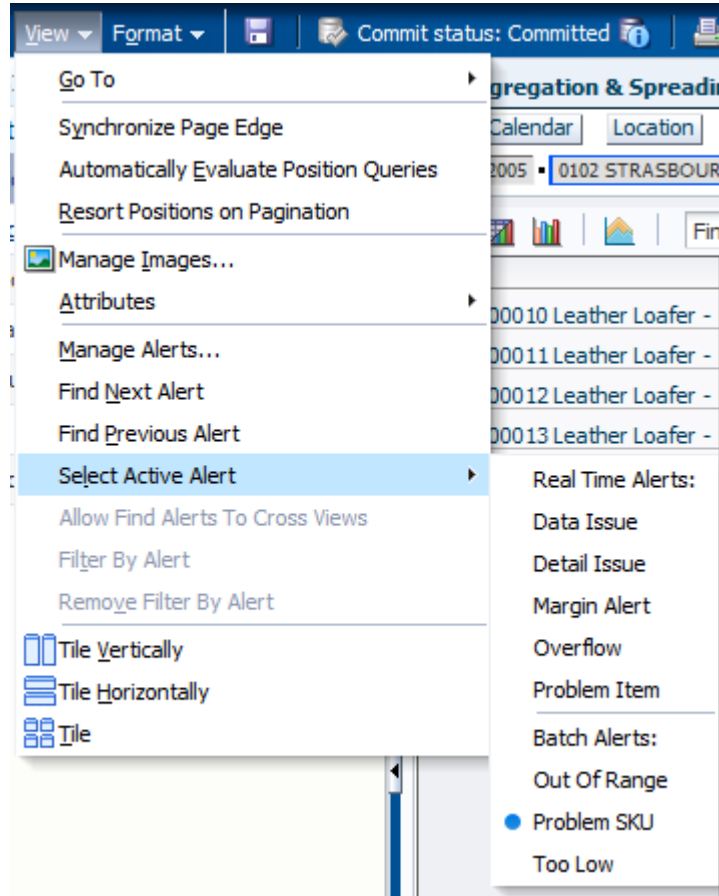 View Format Commit status: Committed
Go To
Synchronize Page Edge
Automatically Evaluate Position Queries
Resort Positions on Pagination
Manage Images...
Attributes
Manage Alerts...
Find Next Alert
Find Previous Alert
Select Active Alert
Allow Find Alerts To Cross Views
Filter By Alert
Remove Filter By Alert
Tile Vertically
Tile Horizontally
Tile
gregation & Spreadi
Calendar Location
2005 0102 STRASBOUR
Fin
00010 Leather Loafer -
00011 Leather Loafer -
00012 Leather Loafer -
00013 Leather Loafer -
Real Time Alerts:
Data Issue
Detail Issue
Margin Alert
Overflow
Problem Item
Batch Alerts:
Out Of Range
Problem SKU
Too Low